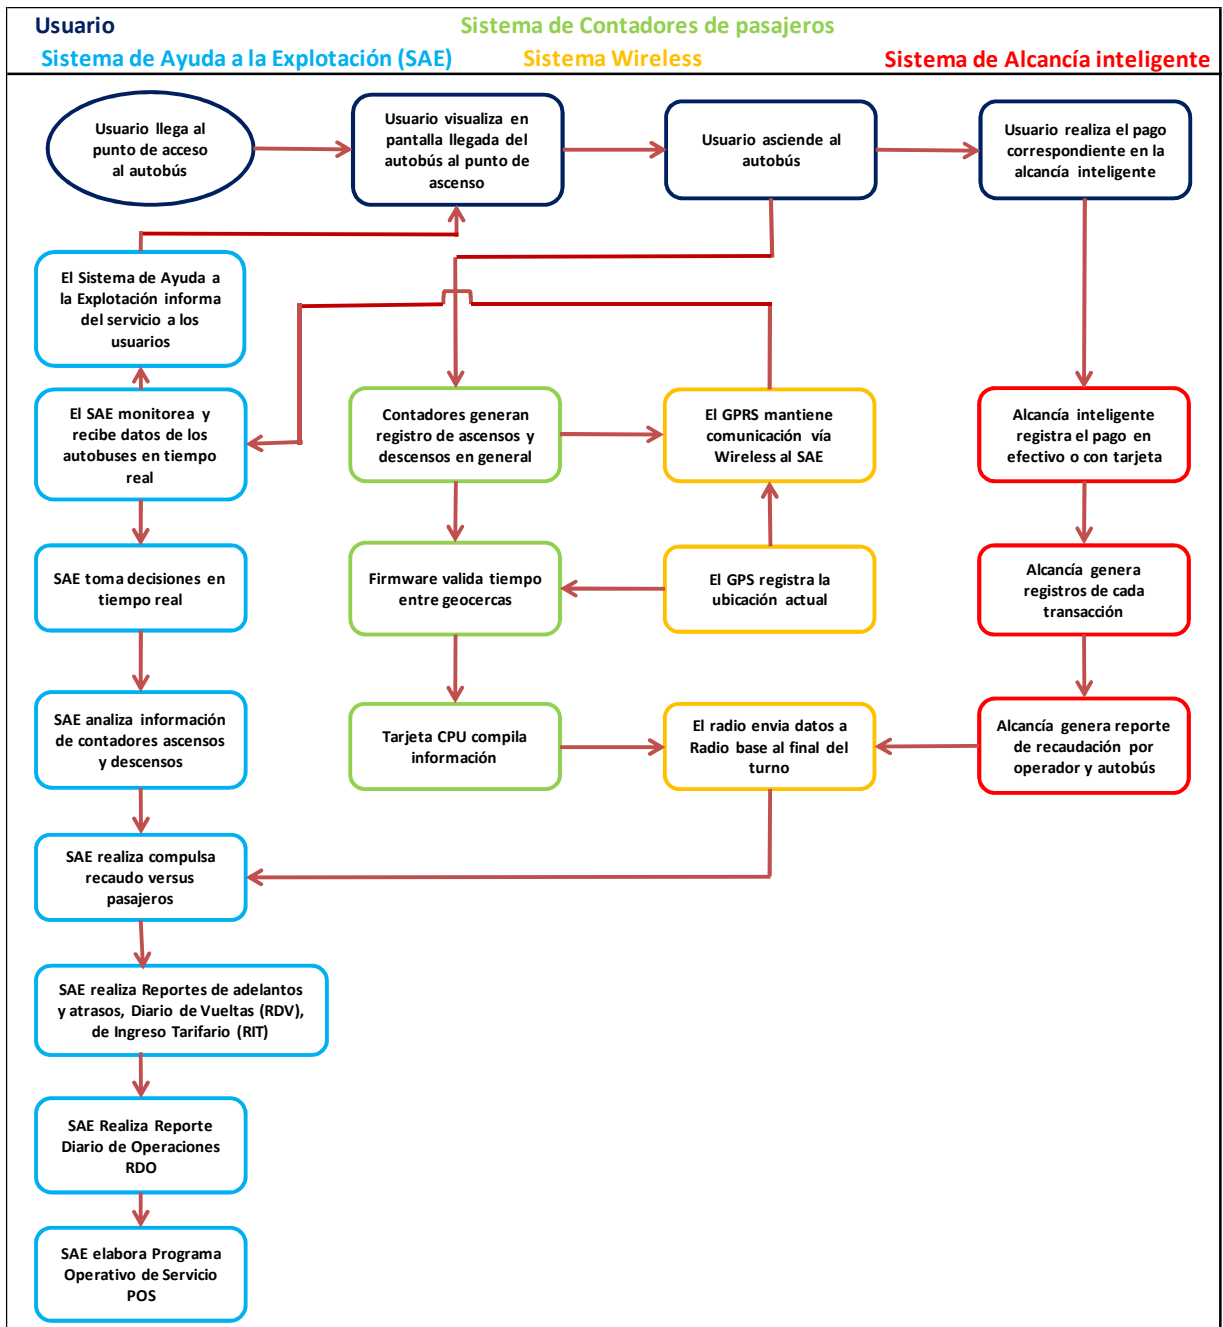 Usuario
Sistema de Contadores de pasajeros
Sistema de Ayuda a la Explotación (SAE)
Sistema Wireless
Sistema de Alcancía inteligente
Usuario llega al
punto de acceso
al autobús
Usuario visualiza en
pantalla llegada del
autobús al punto de
ascenso
Usuario asciende al
autobús
Usuario realiza el pago
correspondiente en la
alcancía inteligente
El Sistema de Ayuda a
la Explotación informa
del servicio a los
usuarios
El SAE monitorea y
recibe datos de los
autobuses en tiempo
real
Contadores generan
registro de ascensos y
descensos en general
El GPRS mantiene
comunicación vía
Wireless al SAE
Alcancía inteligente
registra el pago en
efectivo o con tarjeta
SAE toma decisiones en
tiempo real
Firmware valida tiempo
entre geocercas
El GPS registra la
ubicación actual
Alcancía genera
registros de cada
transacción
SAE analiza información
de contadores ascensos
y descensos
Tarjeta CPU compila
información
El radio envia datos a
Radio base al final del
turno
Alcancía genera reporte
de recaudación por
operador y autobús
SAE realiza compulsa
recaudo versus
pasajeros
SAE realiza Reportes de adelantos
y atrasos, Diario de Vueltas (RDV),
de Ingreso Tarifario (RIT)
SAE Realiza Reporte
Diario de Operaciones
RDO
SAE elabora Programa
Operativo de Servicio
POS